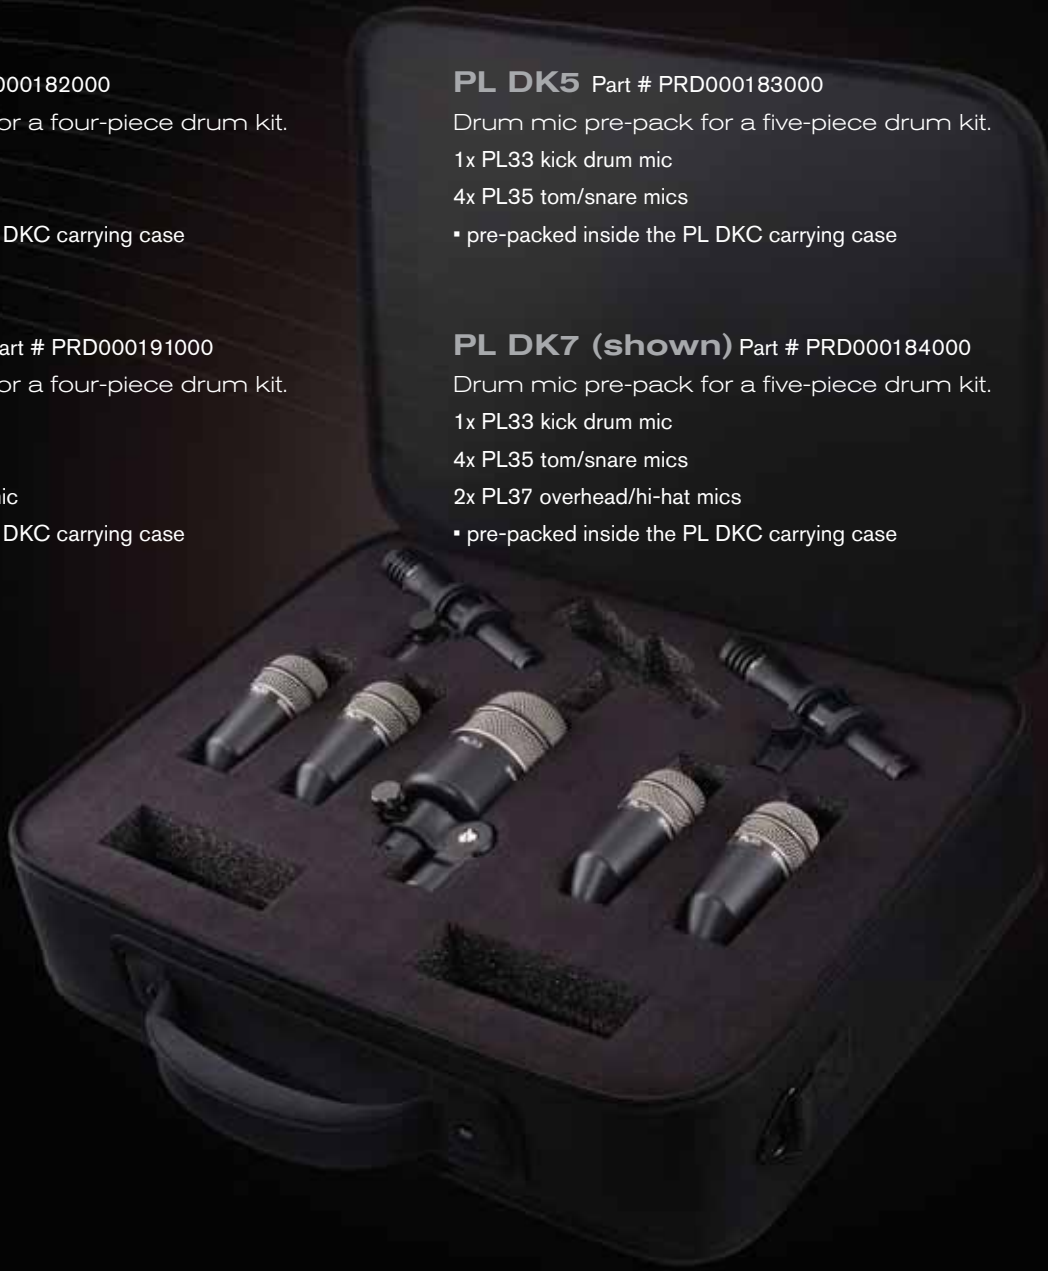 000182000
or a four-piece drum kit.
DKC carrying case
art # PRD000191000
or a four-piece drum kit.
ic
DKC carrying case
PL DK5 Part # PRD000183000
Drum mic pre-pack for a five-piece drum kit.
1x PL33 kick drum mic
4x PL35 tom/snare mics
▪ pre-packed inside the PL DKC carrying case
PL DK7 (shown) Part # PRD000184000
Drum mic pre-pack for a five-piece drum kit.
1x PL33 kick drum mic
4x PL35 tom/snare mics
2x PL37 overhead/hi-hat mics
▪ pre-packed inside the PL DKC carrying case